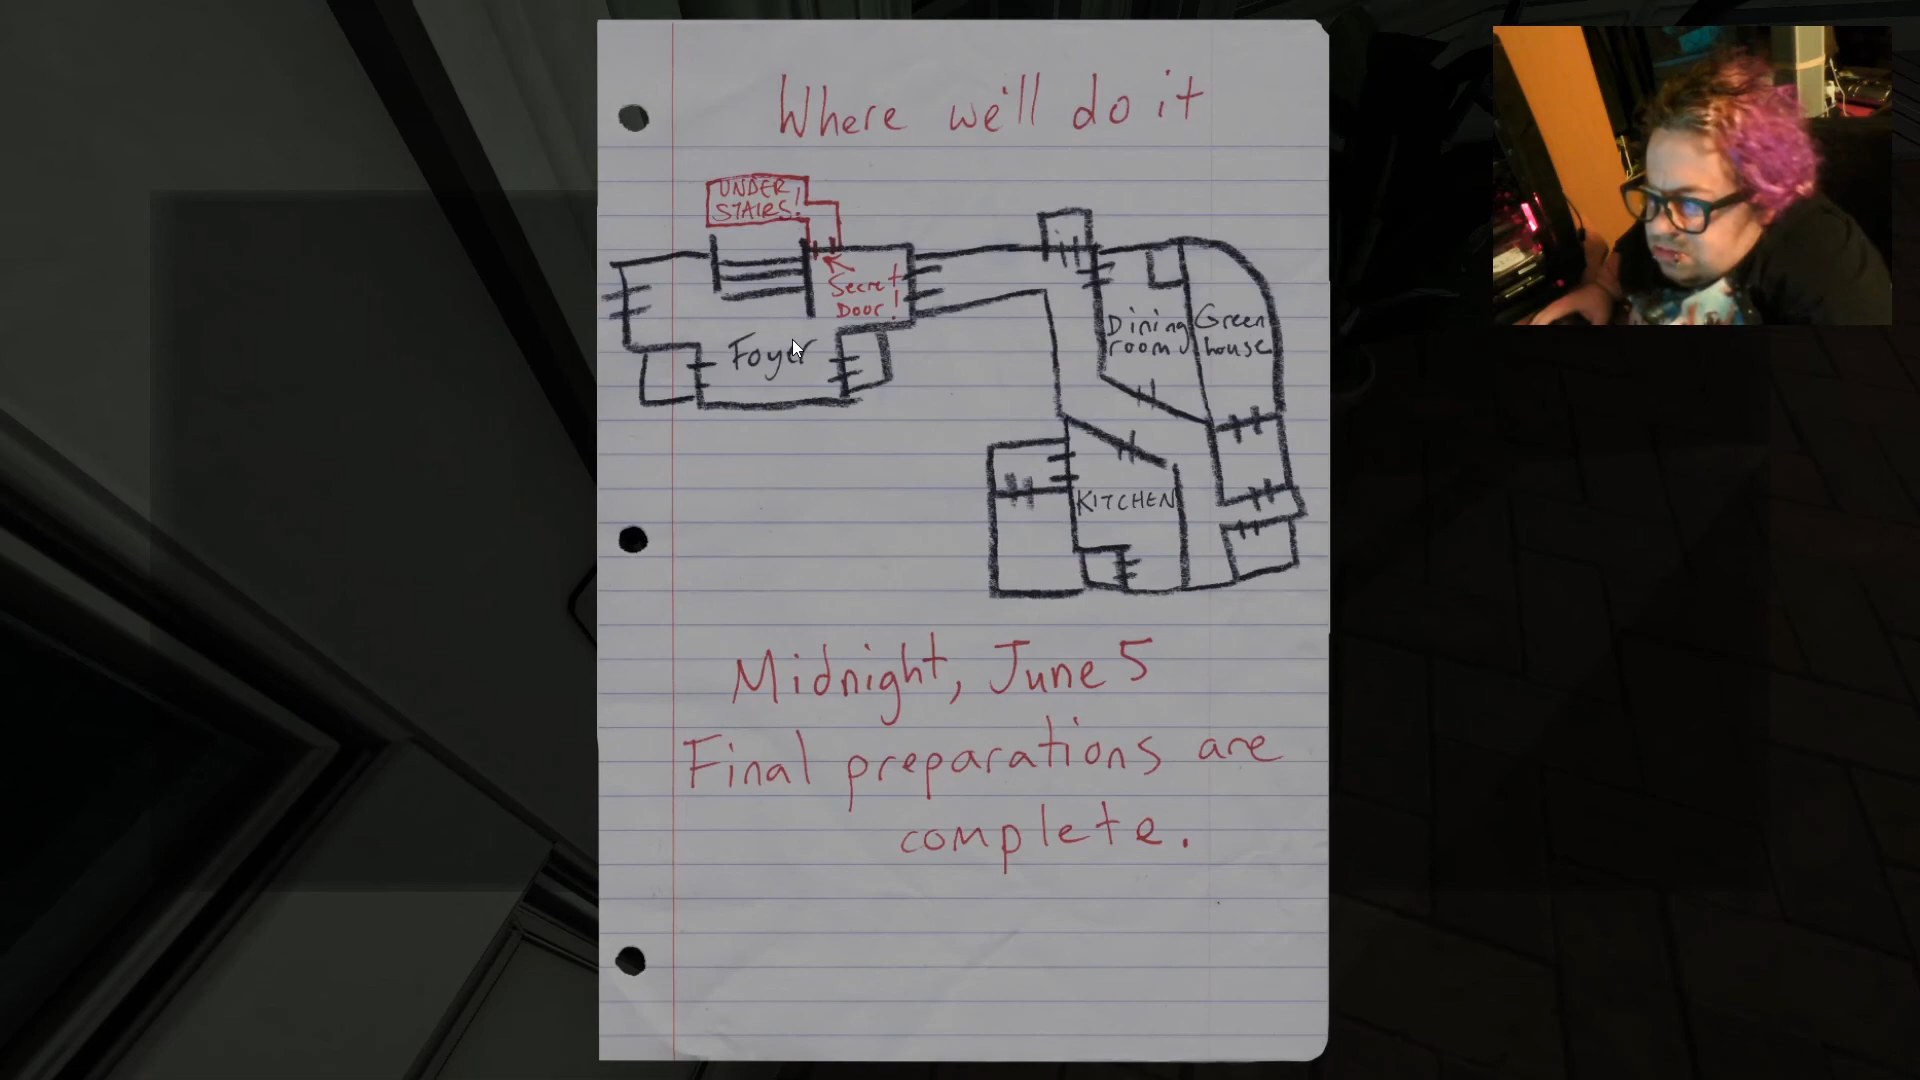 Where we'll do it
UNDER
STAIRS!
Secret
DOOR!
Foyer
Dining
room
Green
house
KITCHEN
Midnight, June 5
Final preparations are
complete.